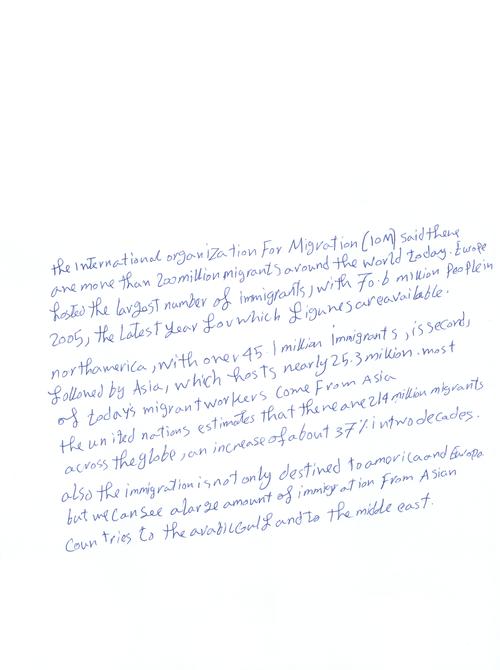 the International organization For Migration (IOM) said there
are more than 200 million migrants around the world today. Europe
hosted the largest number of immigrants, with 70.6 million People in
2005, the Latest year for which figures are available.
north america, with over 45.1 million immigrants, is second,
followed by Asia, which hosts nearly 25.3 million. most
of today's migrant workers come From Asia
the united nations estimates that there are 214 million migrants
across the globe, an increase of about 37% in two decades.
also the immigration is not only destined to america and Europe
but we can see a large amount of immigration From Asian
Countries to the arabic Gulf and to the middle east.